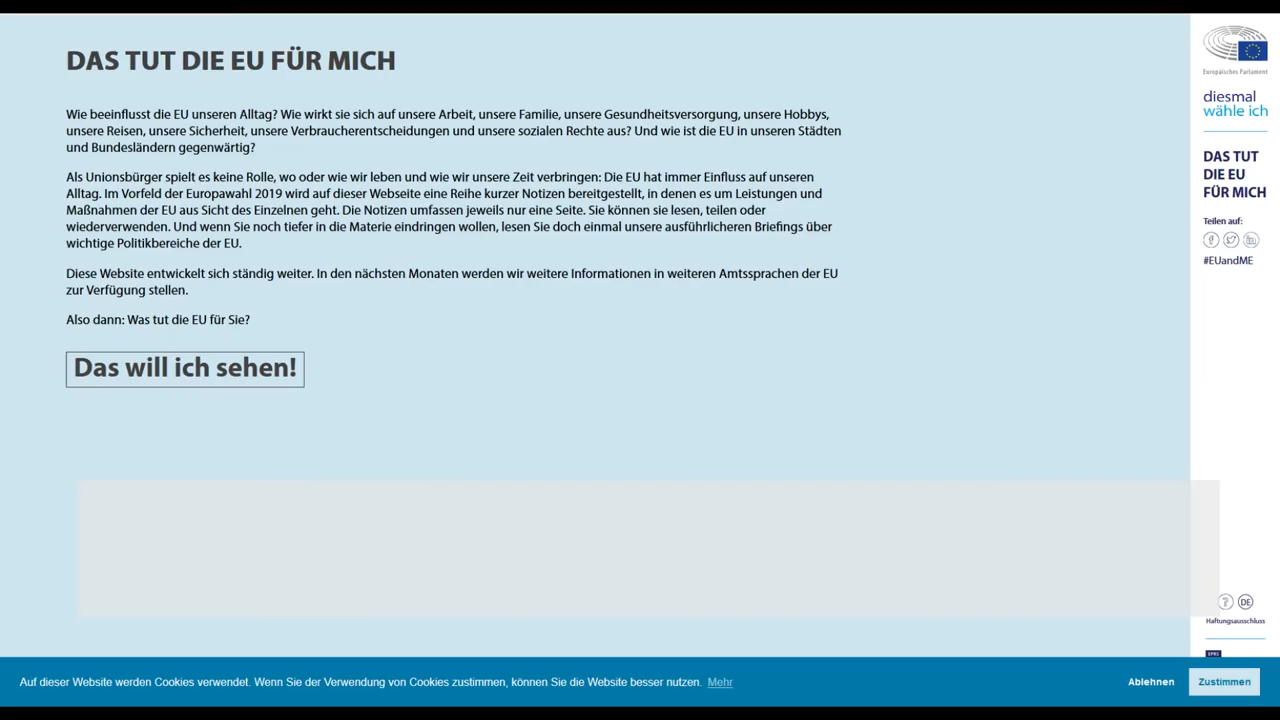 DAS TUT DIE EU FÜR MICH
Wie beeinflusst die EU unseren Alltag? Wie wirkt sie sich auf unsere Arbeit, unsere Familie, unsere Gesundheitsversorgung, unsere Hobbys,
unsere Reisen, unsere Sicherheit, unsere Verbraucherentscheidungen und unsere sozialen Rechte aus? Und wie ist die EU in unseren Städten
und Bundesländern gegenwärtig?
Als Unionsbürger spielt es keine Rolle, wo oder wie wir leben und wie wir unsere Zeit verbringen: Die EU hat immer Einfluss auf unseren
Alltag. Im Vorfeld der Europawahl 2019 wird auf dieser Webseite eine Reihe kurzer Notizen bereitgestellt, in denen es um Leistungen und
Maßnahmen der EU aus Sicht des Einzelnen geht. Die Notizen umfassen jeweils nur eine Seite. Sie können sie lesen, teilen oder
wiederverwenden. Und wenn Sie noch tiefer in die Materie eindringen wollen, lesen Sie doch einmal unsere ausführlicheren Briefings über
wichtige Politikbereiche der EU.
Diese Website entwickelt sich ständig weiter. In den nächsten Monaten werden wir weitere Informationen in weiteren Amtssprachen der EU
zur Verfügung stellen.
Also dann: Was tut die EU für Sie?
Das will ich sehen!
Europäisches Parlament
diesmal
wähle ich
DAS TUT
DIE EU
FÜR MICH
Teilen auf:
#EUandME
? DE
Haftungsausschluss
EPRS
Auf dieser Website werden Cookies verwendet. Wenn Sie der Verwendung von Cookies zustimmen, können Sie die Website besser nutzen. Mehr
Ablehnen
Zustimmen